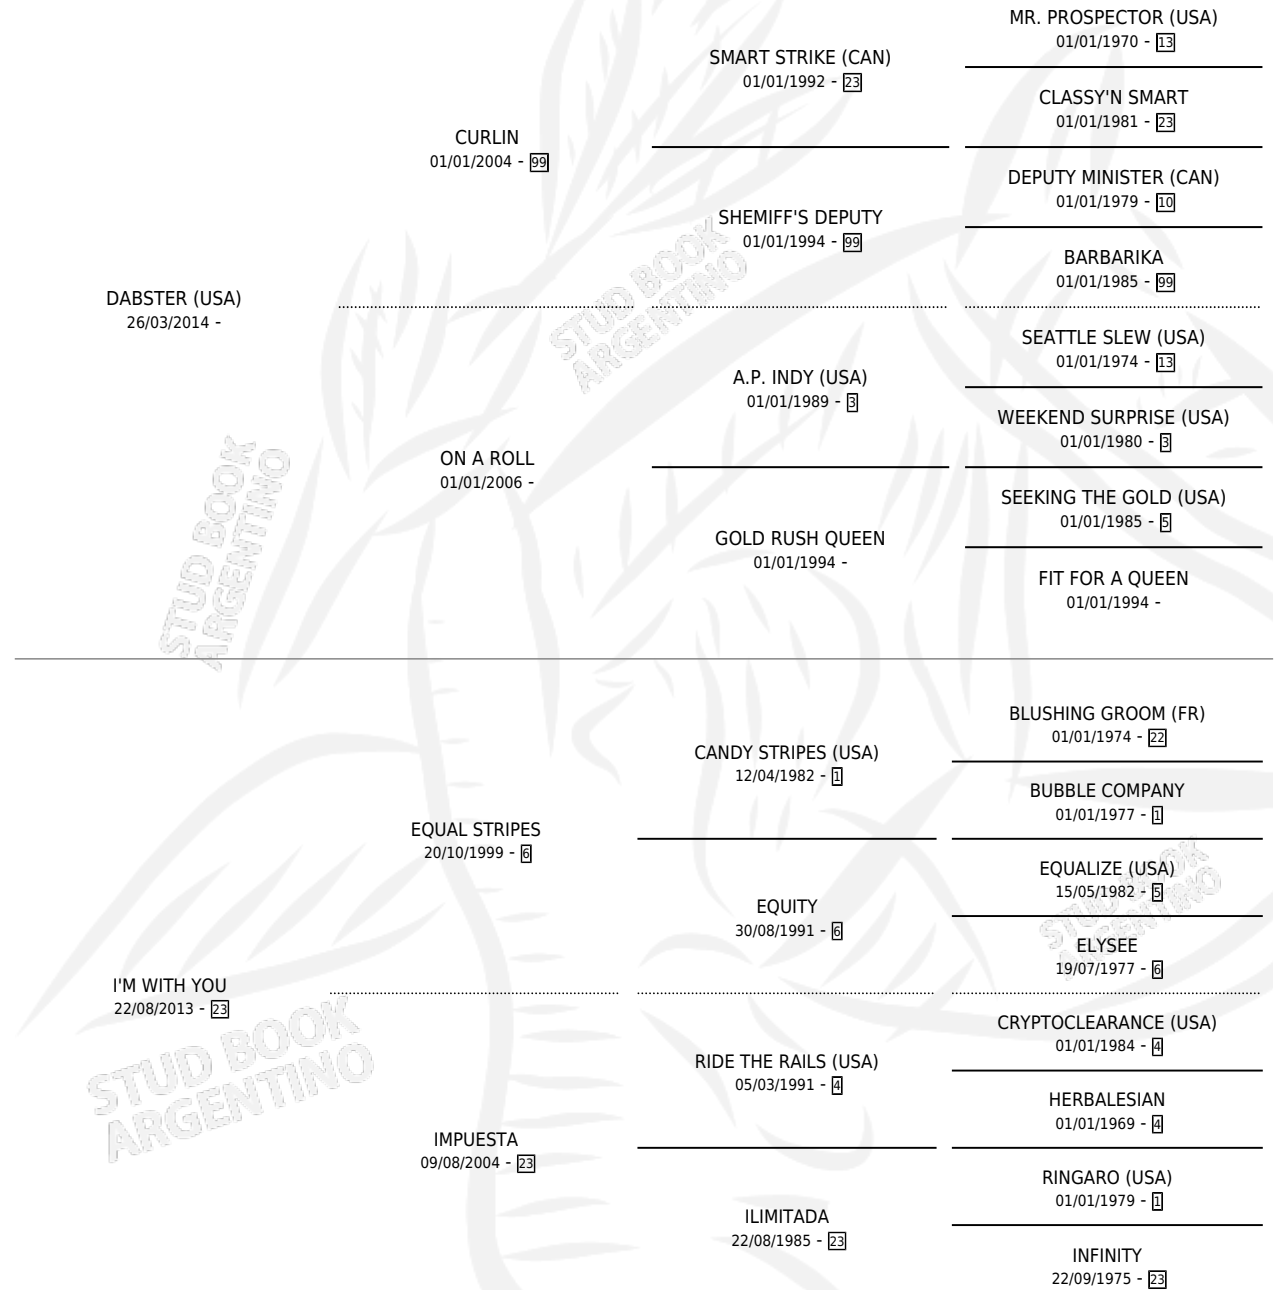 MR. PROSPECTOR (USA)
01/01/1970 - 13
SMART STRIKE (CAN)
01/01/1992 - 23
CLASSY'N SMART
01/01/1981 - 23
CURLIN
01/01/2004 - 99
DEPUTY MINISTER (CAN)
01/01/1979 - 10
SHEMIFF'S DEPUTY
01/01/1994 - 99
BARBARIKA
01/01/1985 - 99
DABSTER (USA)
26/03/2014 -
SEATTLE SLEW (USA)
01/01/1974 - 13
A.P. INDY (USA)
01/01/1989 - 3
WEEKEND SURPRISE (USA)
01/01/1980 - 3
ON A ROLL
01/01/2006 -
SEEKING THE GOLD (USA)
01/01/1985 - 5
GOLD RUSH QUEEN
01/01/1994 -
FIT FOR A QUEEN
01/01/1994 -
BLUSHING GROOM (FR)
01/01/1974 - 22
CANDY STRIPES (USA)
12/04/1982 - 1
BUBBLE COMPANY
01/01/1977 - 1
EQUAL STRIPES
20/10/1999 - 6
EQUALIZE (USA)
15/05/1982 - 5
EQUITY
30/08/1991 - 6
ELYSEE
19/07/1977 - 6
I'M WITH YOU
22/08/2013 - 23
CRYPTOCLEARANCE (USA)
01/01/1984 - 4
RIDE THE RAILS (USA)
05/03/1991 - 4
HERBALESIAN
01/01/1969 - 4
IMPUESTA
09/08/2004 - 23
RINGARO (USA)
01/01/1979 - 1
ILIMITADA
22/08/1985 - 23
INFINITY
22/09/1975 - 23
STUD BOOK
ARGENTINO
STUD BOOK
ARGENTINO
STUD BOOK
ARGENTINO
STUD BOOK
ARGENTINO